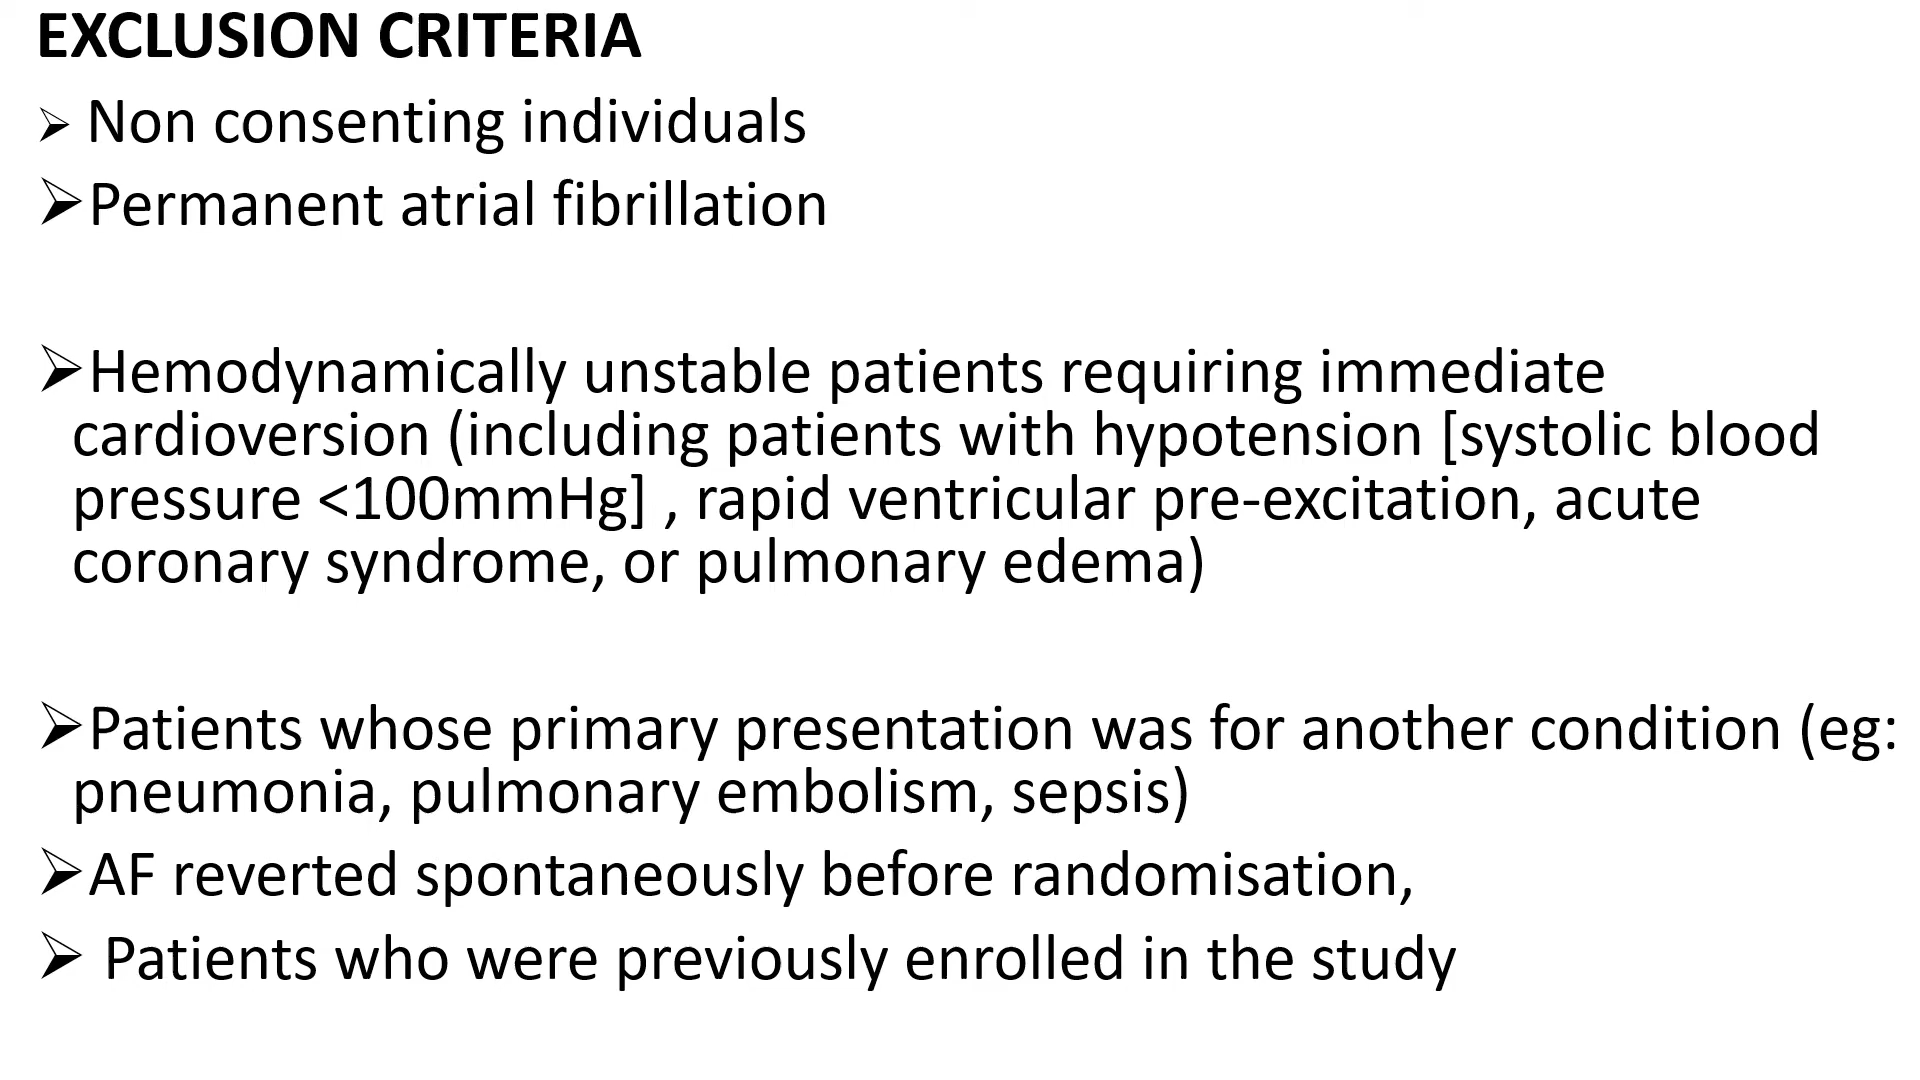 EXCLUSION CRITERIA
➢ Non consenting individuals
➢Permanent atrial fibrillation
➢Hemodynamically unstable patients requiring immediate
cardioversion (including patients with hypotension [systolic blood
pressure <100mmHg] , rapid ventricular pre-excitation, acute
coronary syndrome, or pulmonary edema)
➢Patients whose primary presentation was for another condition (eg:
pneumonia, pulmonary embolism, sepsis)
➢AF reverted spontaneously before randomisation,
➢ Patients who were previously enrolled in the study